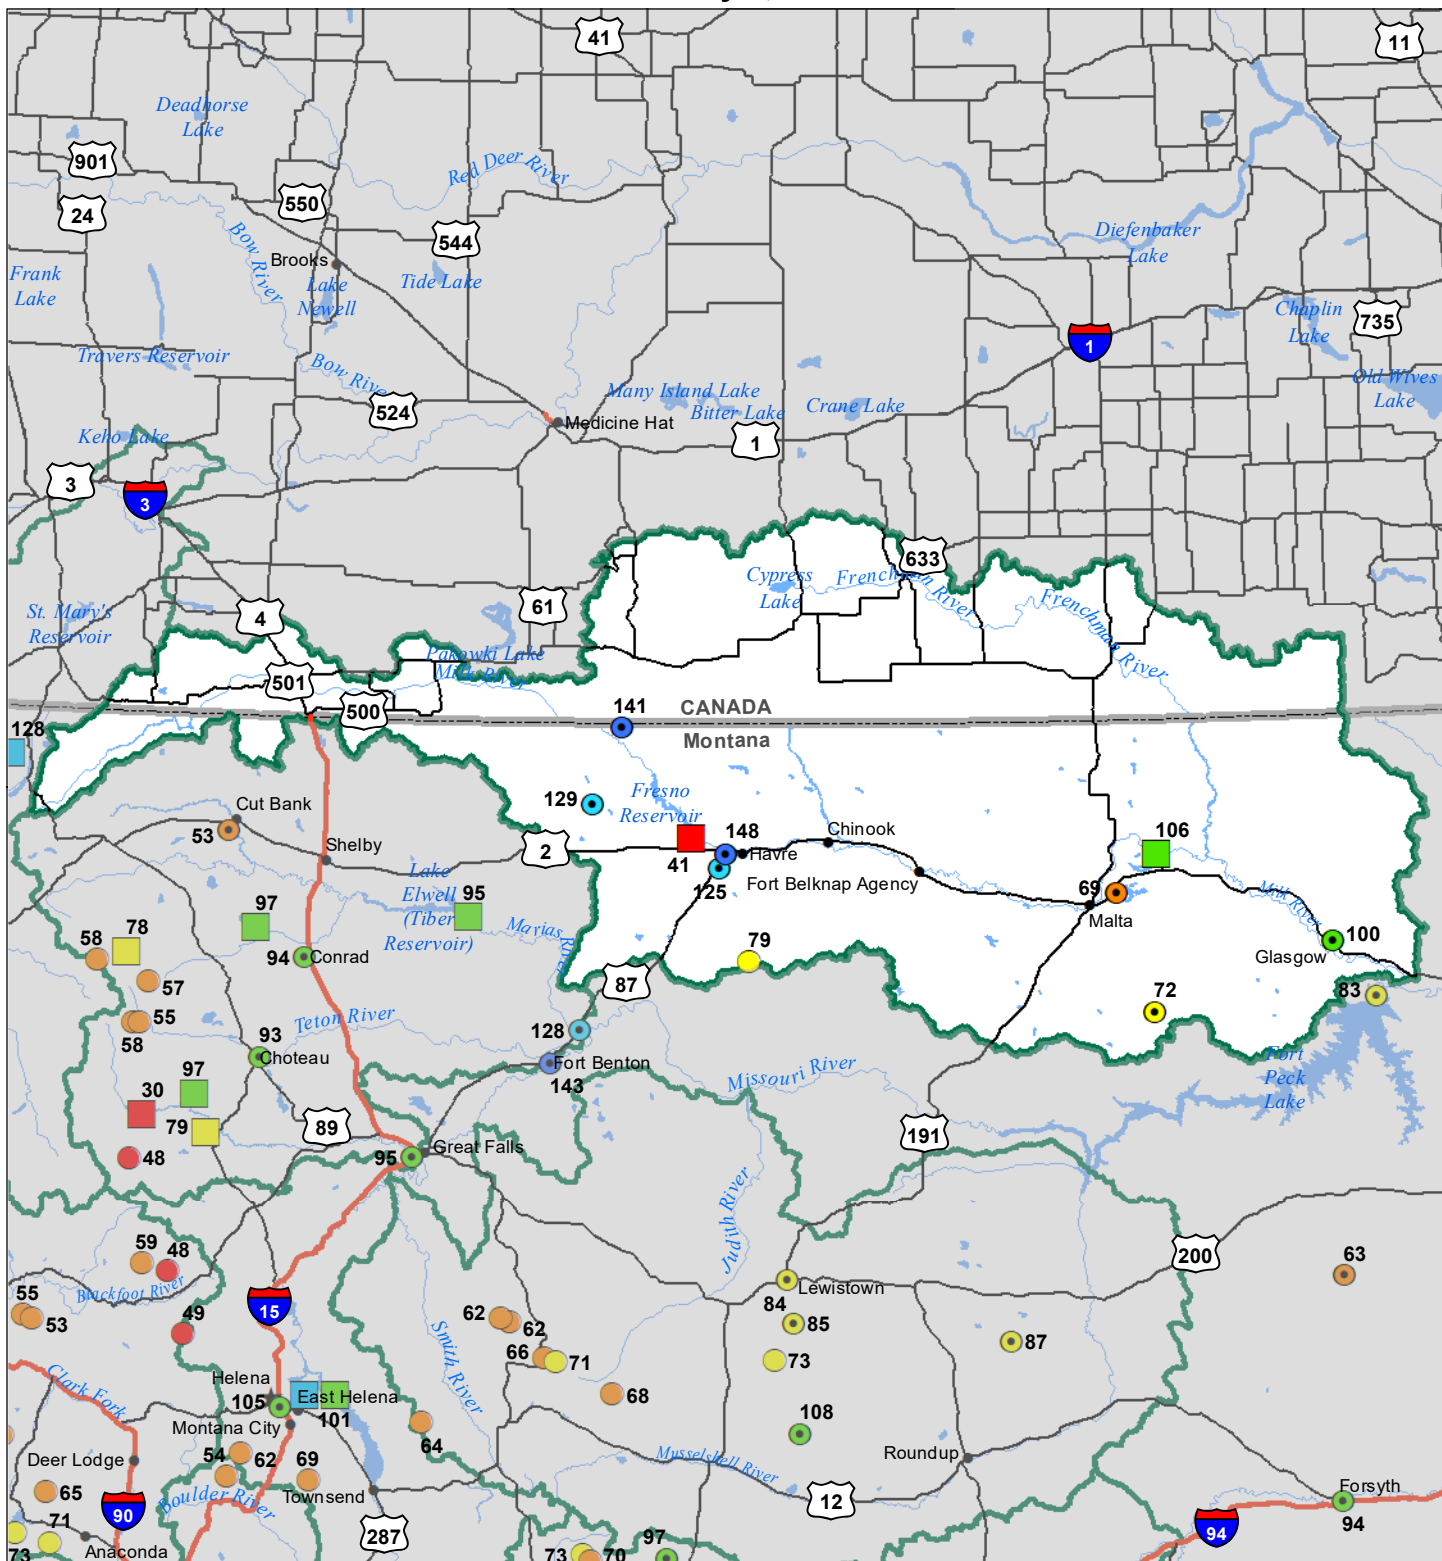 41
11
Deadhorse
Lake
901
Red Deer River
550
24
544
Bow River
Diefenbaker
Lake
Brooks
Frank
Lake
Lake
Newell
Tide Lake
Chaplin
Lake
735
1
Travers Reservoir
Bow River
Many Island Lake
Bitter Lake
Crane Lake
Old Wives
Lake
524
Medicine Hat
1
Keho Lake
3
3
633
Cypress
Lake
Frenchman River
Frenchman River
61
4
St. Mary's
Reservoir
Pakowki Lake
Milk River
501
500
141
CANADA
Montana
128
129
Fresno
Reservoir
Cut Bank
53
Shelby
2
41
148
Havre
125
Chinook
Fort Belknap Agency
106
69
Malta
Milk River
100
Glasgow
Lake
Elwell
(Tiber
Reservoir)
95
97
Marias River
58
78
94
Conrad
57
79
87
72
83
55
58
Teton River
128
93
Choteau
Fort Benton
143
Missouri River
Fort
Peck
Lake
97
30
79
89
191
48
95
Great Falls
Judith River
200
59
48
63
Blackfoot River
55
53
15
49
Lewistown
84
85
62
62
87
66
71
73
Smith River
68
Clark Fork
Helena
105
East Helena
101
Montana City
64
108
Deer Lodge
54
62
69
Musselshell River
Roundup
65
Townsend
Boulder River
12
Forsyth
94
90
94
71
73
Anaconda
287
73
70
97